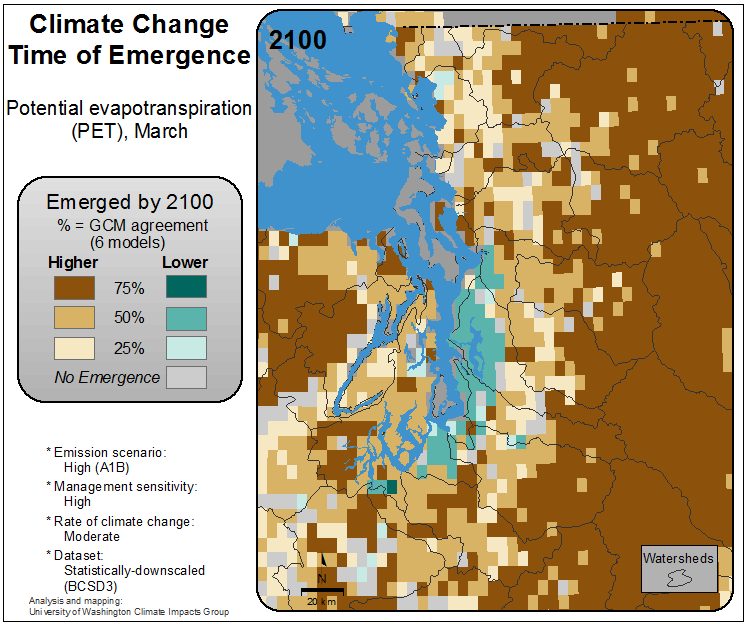 Climate Change
Time of Emergence
Potential evapotranspiration
(PET), March
Emerged by 2100
% = GCM agreement
(6 models)
Higher Lower
75%
50%
25%
No Emergence
* Emission scenario:
High (A1B)
* Management sensitivity:
High
* Rate of climate change:
Moderate
* Dataset:
Statistically-downscaled
(BCSD3)
Analysis and mapping:
University of Washington Climate Impacts Group
2100
N
20 km
Watersheds